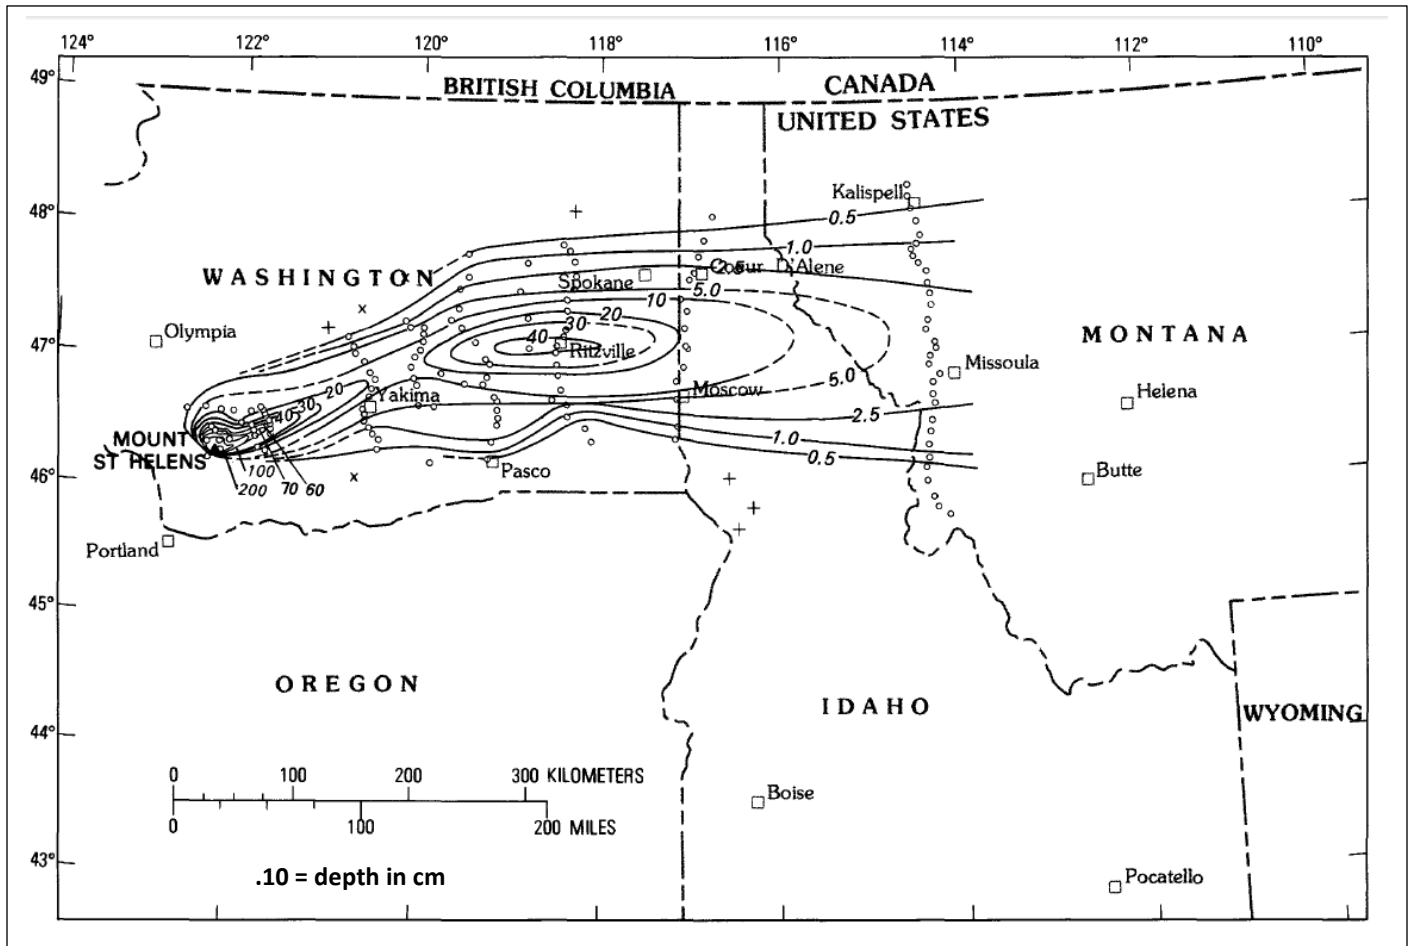 124° 122° 120° 118° 116° 114° 112° 110°
49°
BRITISH COLUMBIA CANADA
UNITED STATES
Kalispell
48°
0.5
1.0
WASHINGTON
Coeur D'Alene
2.5
Spokane
5.0
10
20
30
40
Olympia
Ritzville
MONTANA
47°
Missoula
5.0
20
Yakima
Moscow
Helena
30
40
2.5
MOUNT
ST HELENS
1.0
0.5
100
200 70 60
Pasco
Butte
46°
Portland
45°
OREGON
IDAHO
WYOMING
44°
0 100 200 300 KILOMETERS
Boise
0 100 200 MILES
43°
.10 = depth in cm
Pocatello